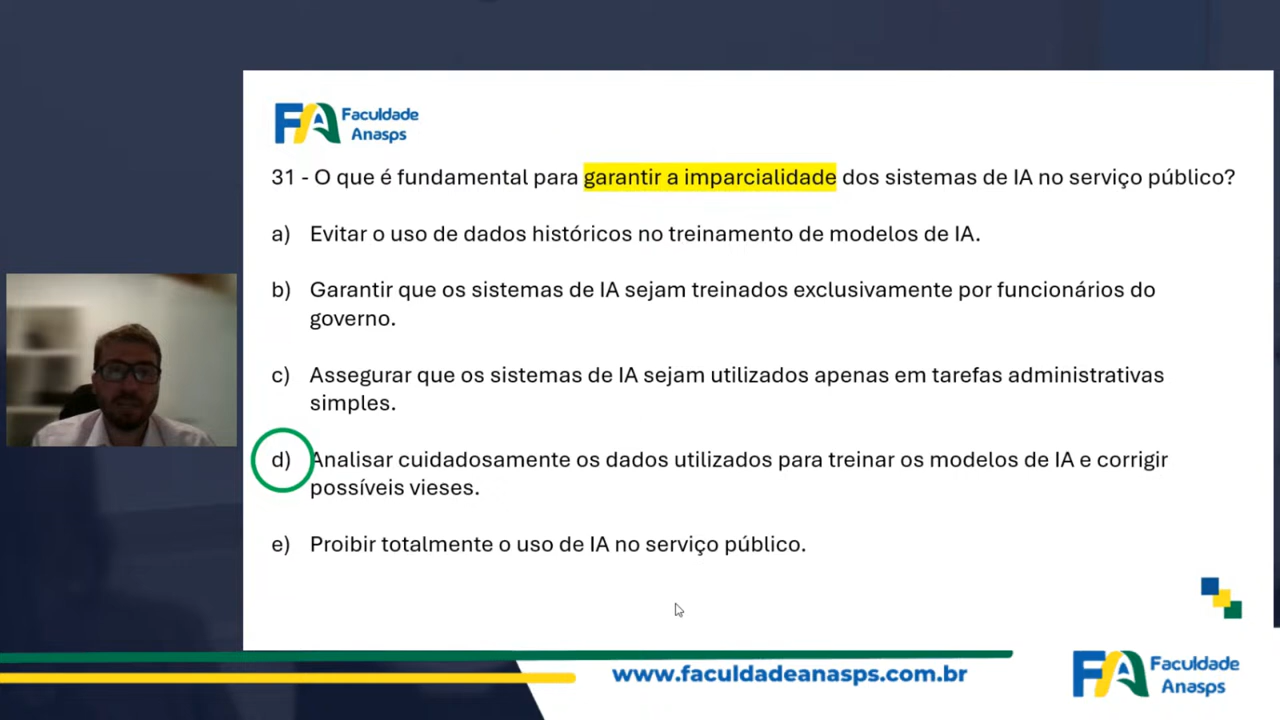 FA Faculdade
Anasps
31 - O que é fundamental para garantir a imparcialidade dos sistemas de IA no serviço público?
a) Evitar o uso de dados históricos no treinamento de modelos de IA.
b) Garantir que os sistemas de IA sejam treinados exclusivamente por funcionários do
governo.
c) Assegurar que os sistemas de IA sejam utilizados apenas em tarefas administrativas
simples.
d) Analisar cuidadosamente os dados utilizados para treinar os modelos de IA e corrigir
possíveis vieses.
e) Proibir totalmente o uso de IA no serviço público.
www.faculdadeanasps.com.br
FA Faculdade
Anasps